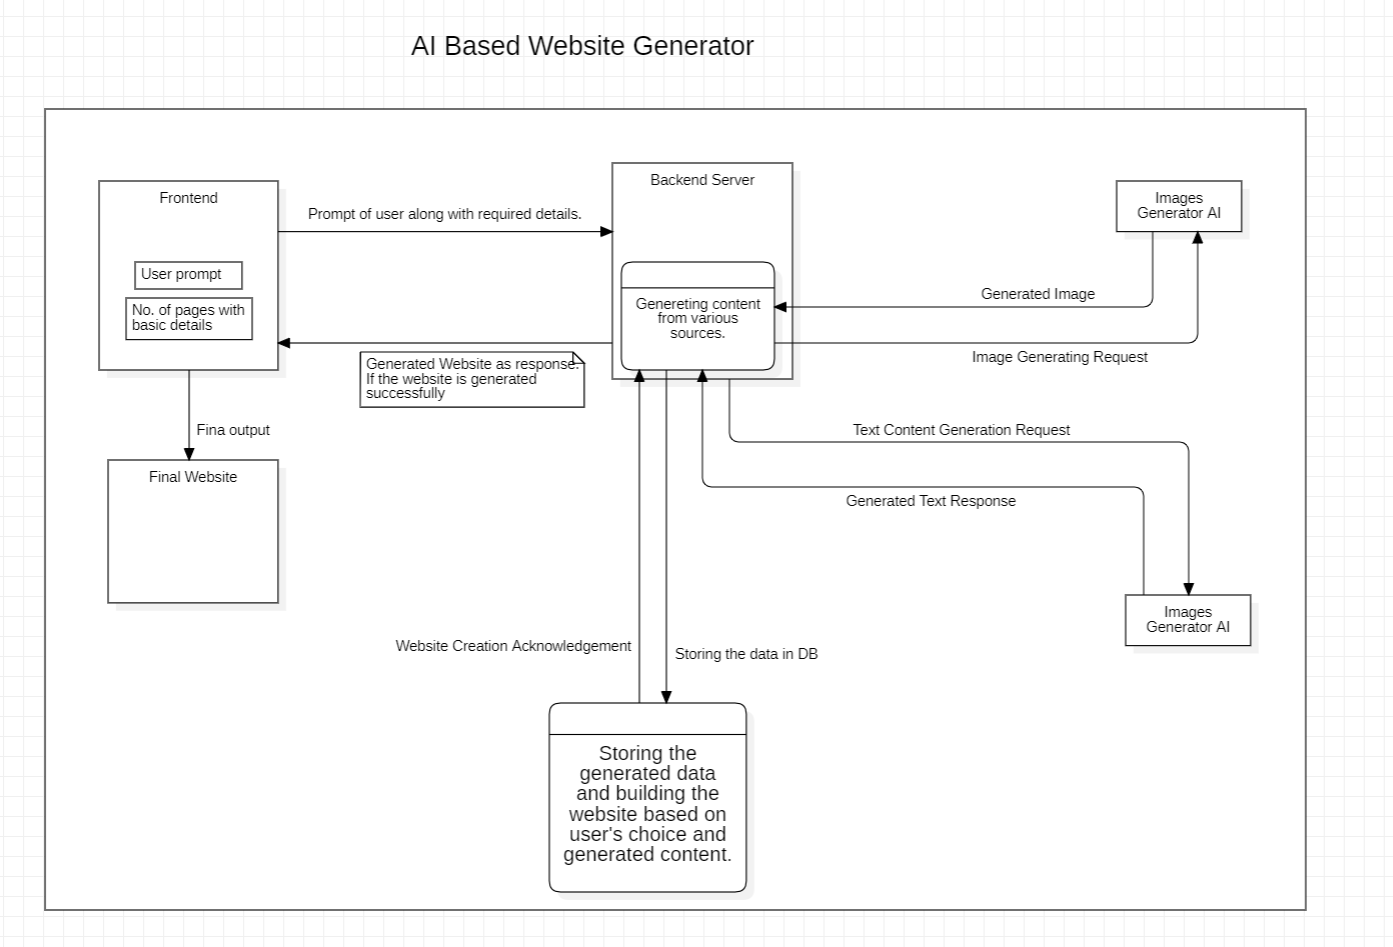 AI Based Website Generator
Frontend
User prompt
No. of pages with
basic details
Prompt of user along with required details.
Backend Server
Genereting content
from various
sources.
Images
Generator AI
Generated Image
Image Generating Request
Generated Website as response.
If the website is generated
successfully
Fina output
Final Website
Text Content Generation Request
Generated Text Response
Images
Generator AI
Website Creation Acknowledgement
Storing the data in DB
Storing the
generated data
and building the
website based on
user's choice and
generated content.